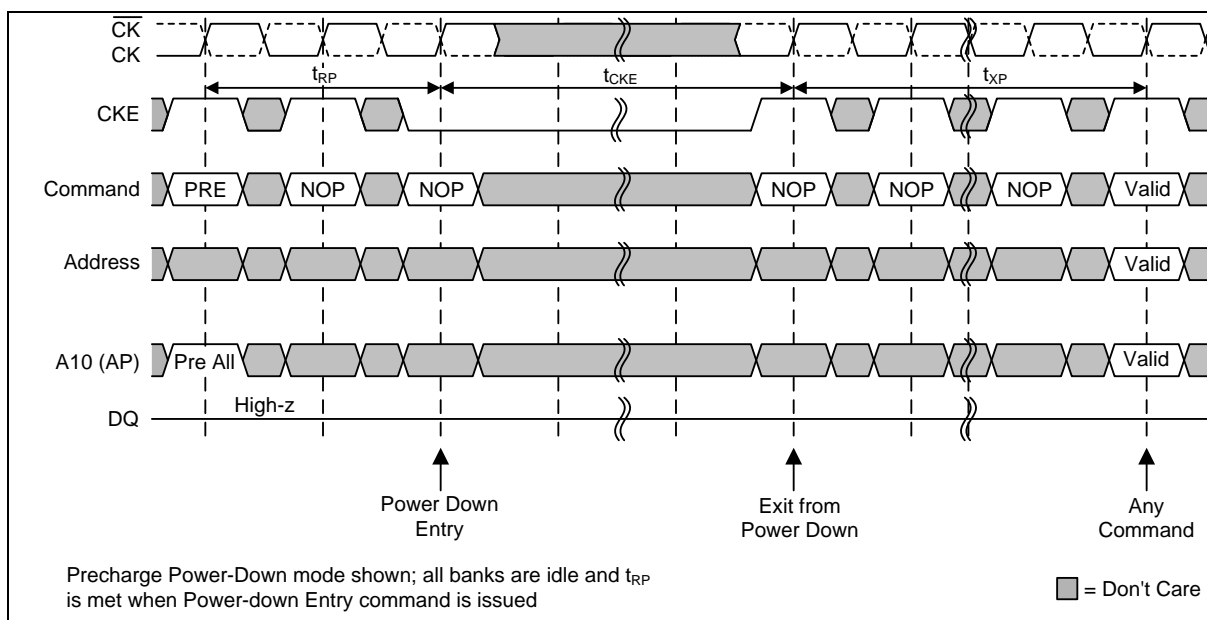 C̅K̅
CK
tRP
tCKE
tXP
CKE
Command
PRE
NOP
NOP
NOP
NOP
NOP
Valid
Address
Valid
A10 (AP)
Pre All
Valid
High-z
DQ
Power Down
Entry
Exit from
Power Down
Any
Command
Precharge Power-Down mode shown; all banks are idle and tRP
is met when Power-down Entry command is issued
= Don't Care